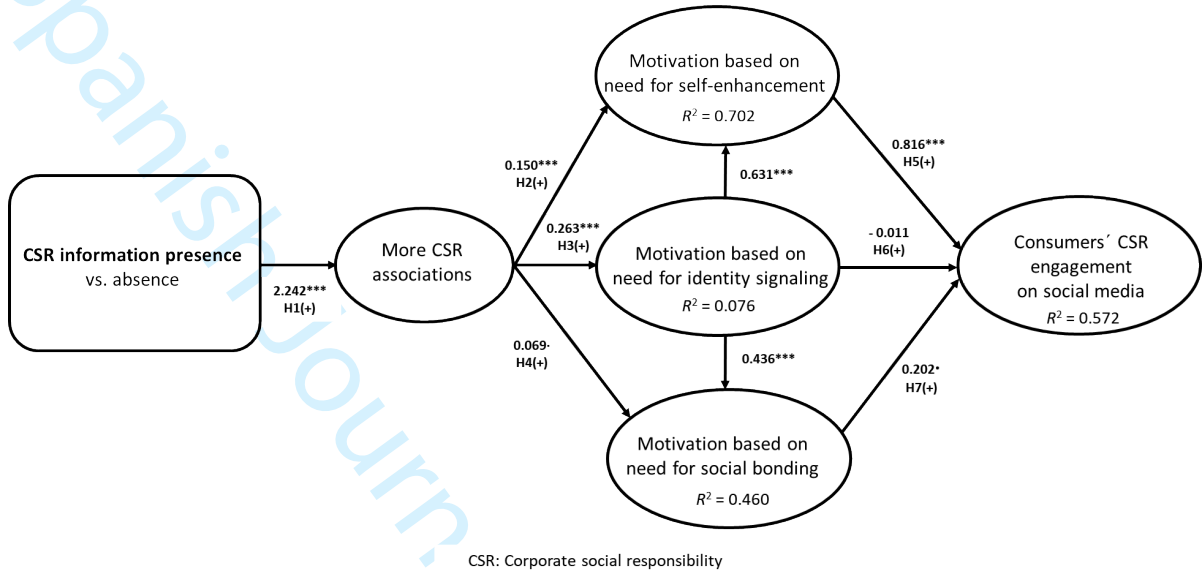 Spanish journ
Motivation based on
need for self-enhancement
R² = 0.702
0.150***
H2(+)
0.816***
H5(+)
0.631***
CSR information presence
vs. absence
2.242***
H1(+)
More CSR
associations
0.263***
H3(+)
Motivation based on
need for identity signaling
R² = 0.076
- 0.011
H6(+)
Consumers´ CSR
engagement
on social media
R² = 0.572
0.069·
H4(+)
0.436***
0.202•
H7(+)
Motivation based on
need for social bonding
R² = 0.460
CSR: Corporate social responsibility